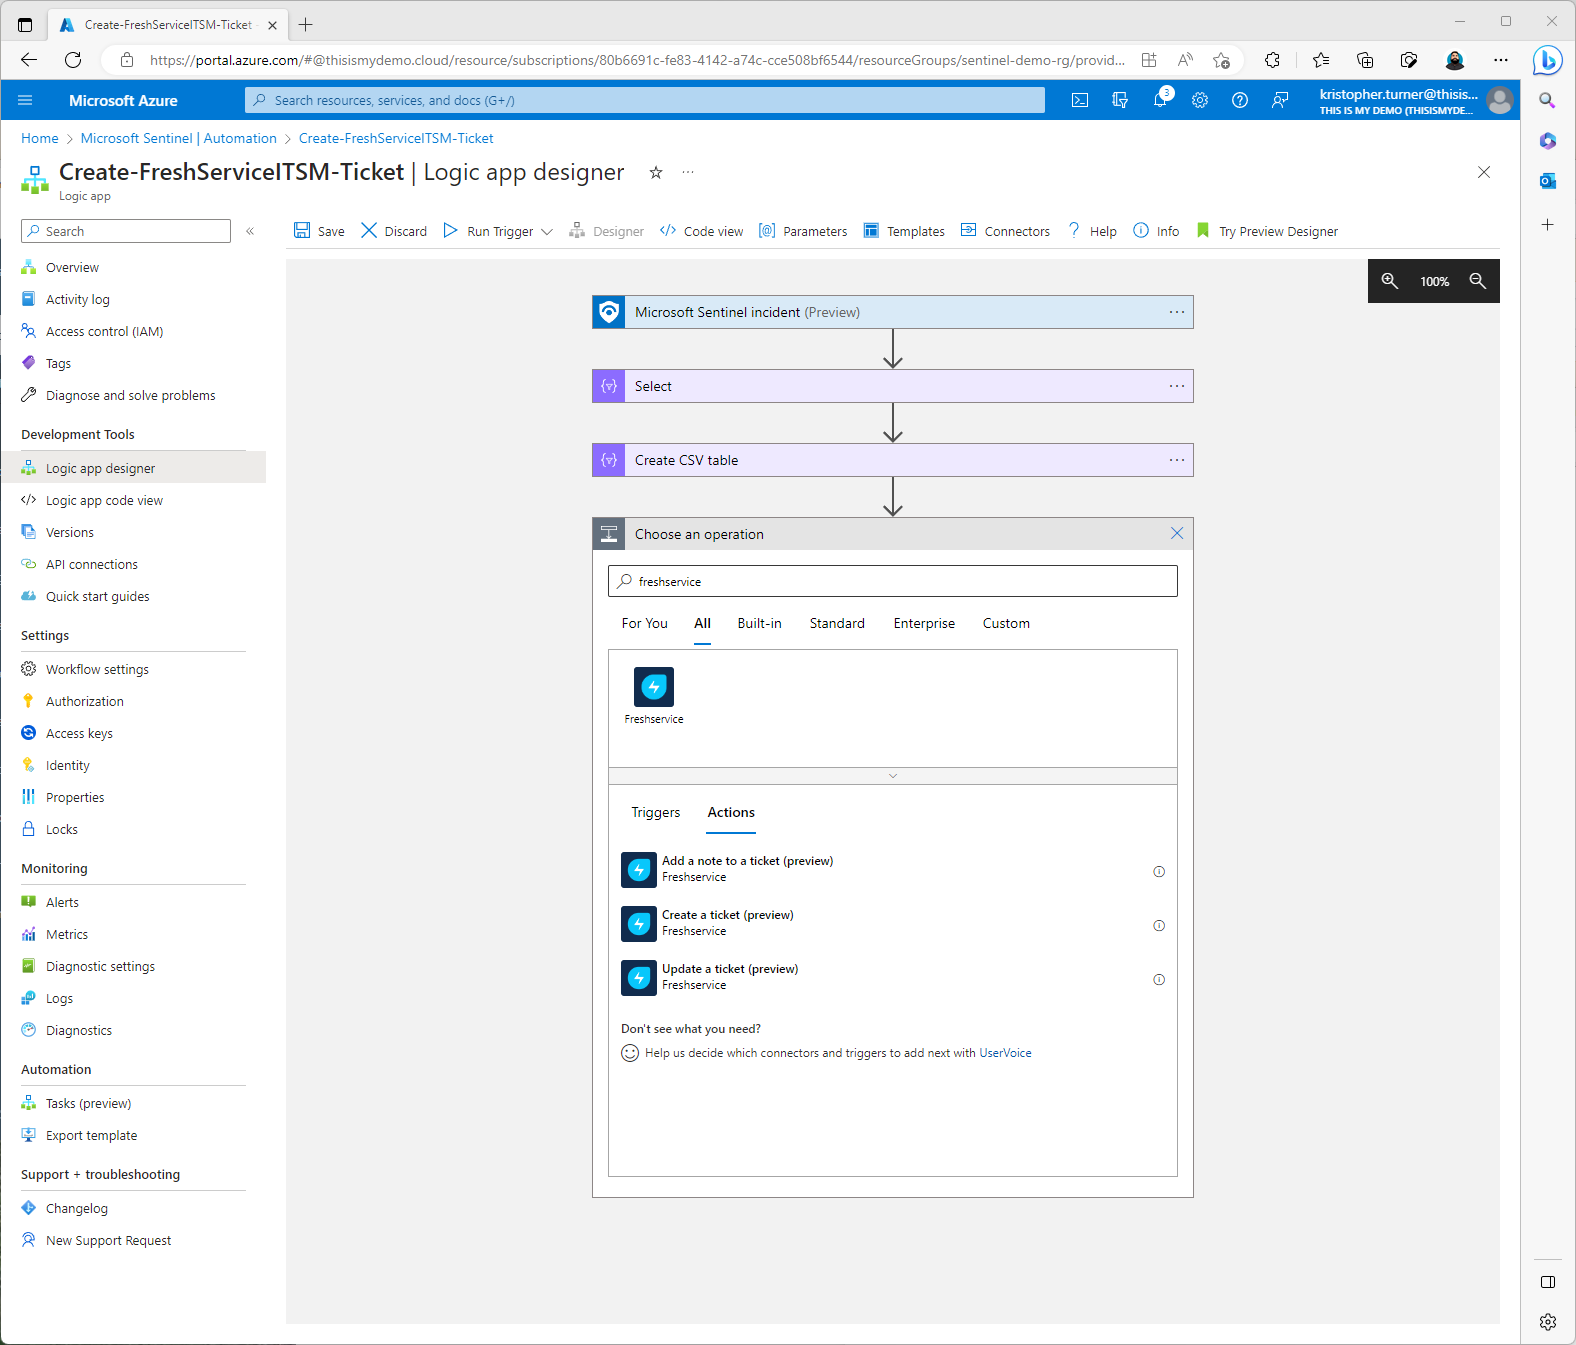 Create-FreshServiceITSM-Ticket
https://portal.azure.com/#@thisismydemo.cloud/resource/subscriptions/80b6691c-fe83-4142-a74c-cce508bf6544/resourceGroups/sentinel-demo-rg/provid...
Microsoft Azure
Search resources, services, and docs (G+/)
3
kristopher.turner@thisis...
THIS IS MY DEMO (THISISMYDE...
Home > Microsoft Sentinel | Automation > Create-FreshServiceITSM-Ticket
Create-FreshServiceITSM-Ticket | Logic app designer
Logic app
Search
Save
Discard
Run Trigger
Designer
Code view
Parameters
Templates
Connectors
Help
Info
Try Preview Designer
Overview
Activity log
Access control (IAM)
Tags
Diagnose and solve problems
Development Tools
Logic app designer
Logic app code view
Versions
API connections
Quick start guides
Settings
Workflow settings
Authorization
Access keys
Identity
Properties
Locks
Monitoring
Alerts
Metrics
Diagnostic settings
Logs
Diagnostics
Automation
Tasks (preview)
Export template
Support + troubleshooting
Changelog
New Support Request
100%
Microsoft Sentinel incident (Preview)
Select
Create CSV table
Choose an operation
freshservice
For You
All
Built-in
Standard
Enterprise
Custom
Freshservice
Triggers
Actions
Add a note to a ticket (preview)
Freshservice
Create a ticket (preview)
Freshservice
Update a ticket (preview)
Freshservice
Don't see what you need?
Help us decide which connectors and triggers to add next with UserVoice